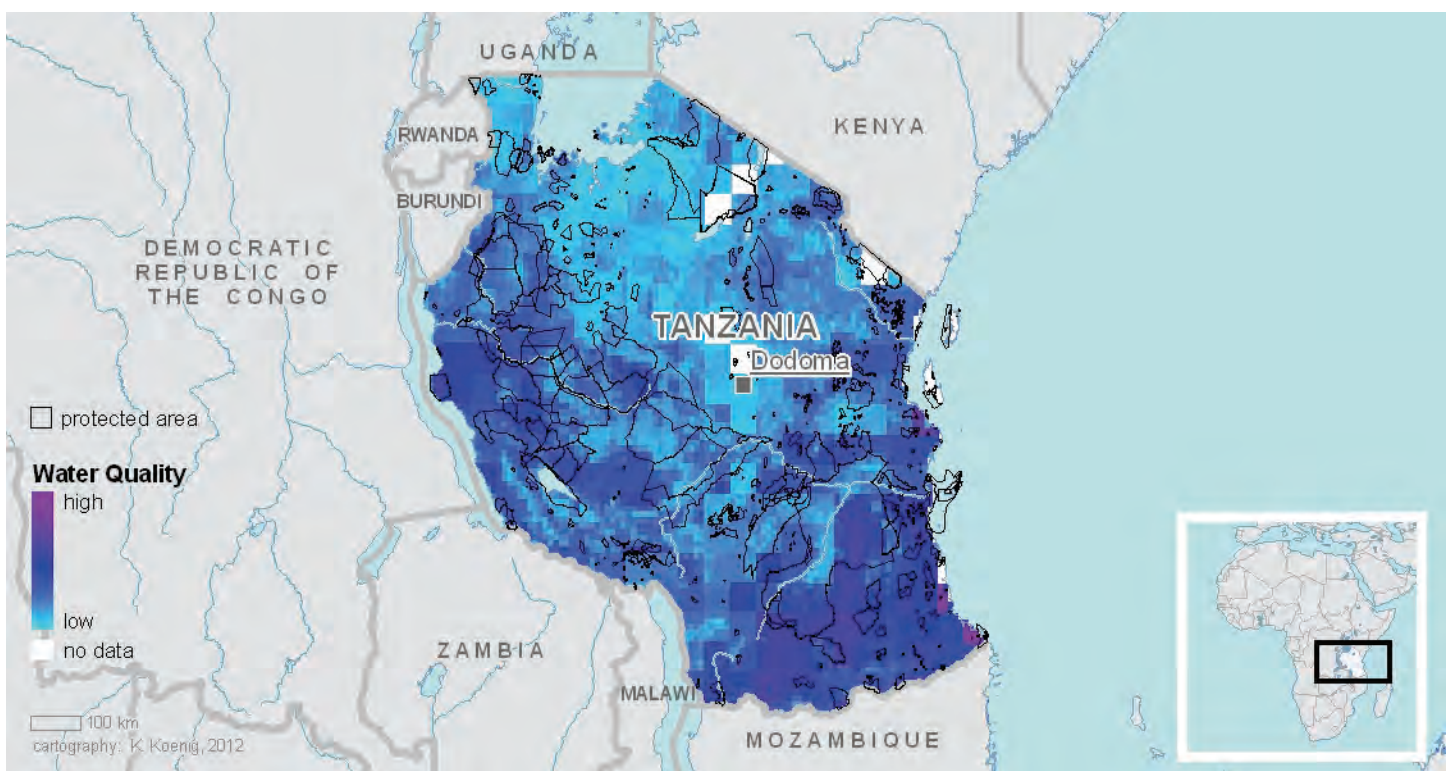 UGANDA
KENYA
RWANDA
BURUNDI
DEMOCRATIC
REPUBLIC OF
THE CONGO
TANZANIA
Dodoma
protected area
Water Quality
high
low
no data
ZAMBIA
MALAWI
MOZAMBIQUE
100 km
cartography: K. Koenig, 2012